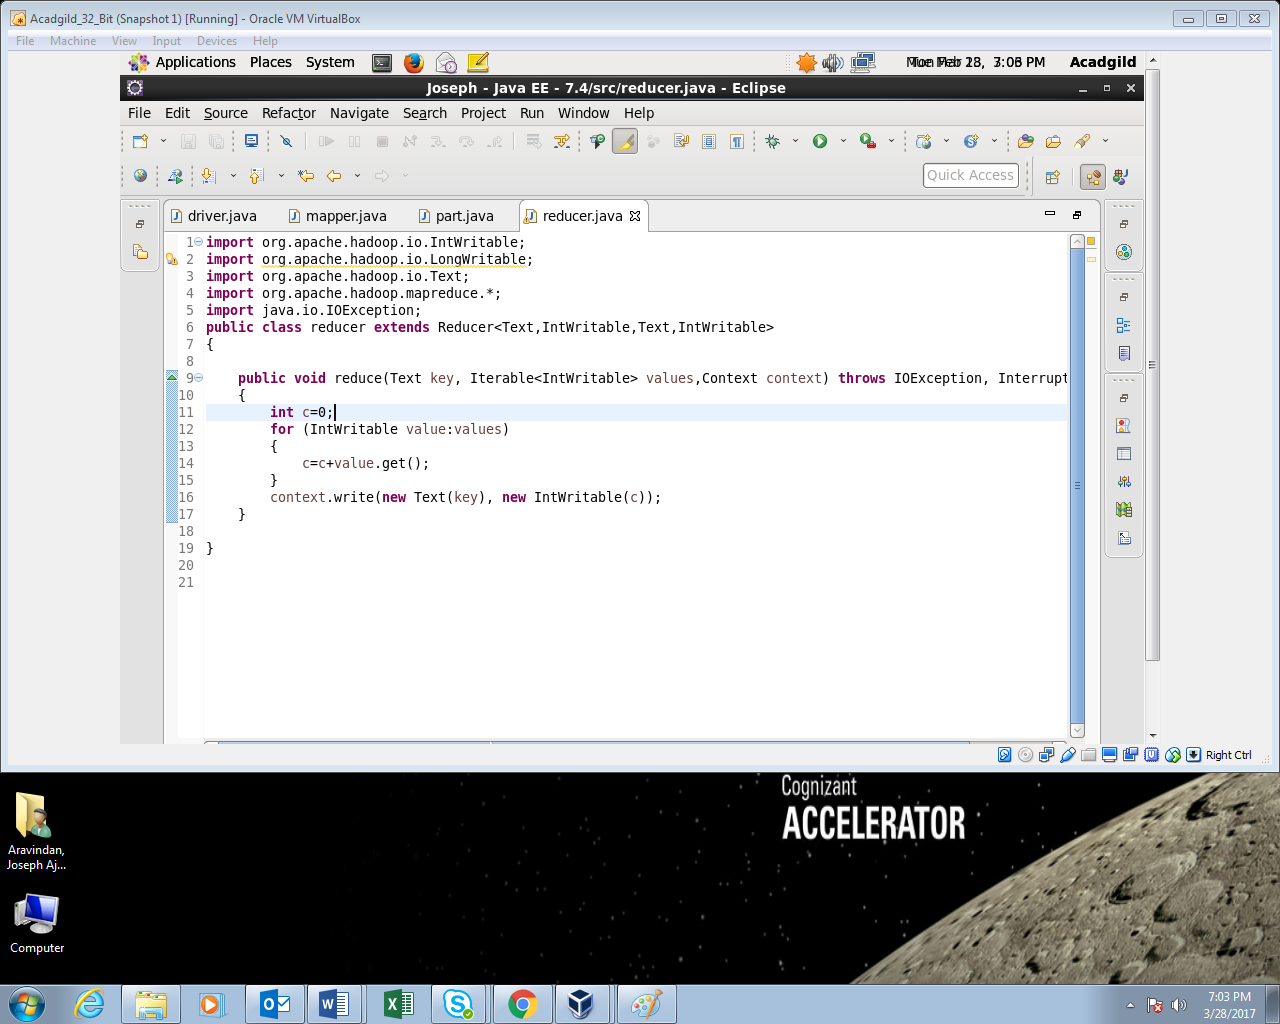 Acadgild_32_Bit (Snapshot 1) [Running] - Oracle VM VirtualBox
File Machine View Input Devices Help
Applications Places System
3:03 PM Acadgild
Joseph - Java EE - 7.4/src/reducer.java - Eclipse
File Edit Source Refactor Navigate Search Project Run Window Help
Quick Access
driver.java mapper.java part.java reducer.java
1 import org.apache.hadoop.io.IntWritable;
2 import org.apache.hadoop.io.LongWritable;
3 import org.apache.hadoop.io.Text;
4 import org.apache.hadoop.mapreduce.*;
5 import java.io.IOException;
6 public class reducer extends Reducer<Text,IntWritable,Text,IntWritable>
7 {
8
9 public void reduce(Text key, Iterable<IntWritable> values,Context context) throws IOException, Interrupt
10 {
11 int c=0;
12 for (IntWritable value:values)
13 {
14 c=c+value.get();
15 }
16 context.write(new Text(key), new IntWritable(c));
17 }
18
19 }
20
21
Right Ctrl
Cognizant
ACCELERATOR
Aravindan,
Joseph Aj...
Computer
7:03 PM
3/28/2017